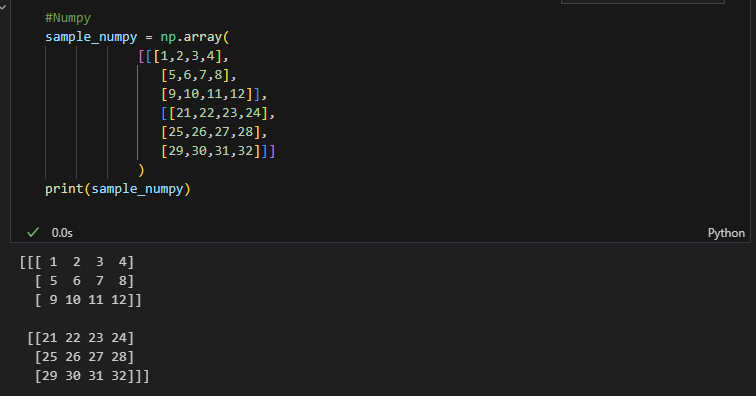 #Numpy
sample_numpy = np.array(
[[[1,2,3,4],
[5,6,7,8],
[9,10,11,12]],
[[21,22,23,24],
[25,26,27,28],
[29,30,31,32]]]
)
print(sample_numpy)
0.0s
Python
[[[ 1  2  3  4]
  [ 5  6  7  8]
  [ 9 10 11 12]]

 [[21 22 23 24]
  [25 26 27 28]
  [29 30 31 32]]]